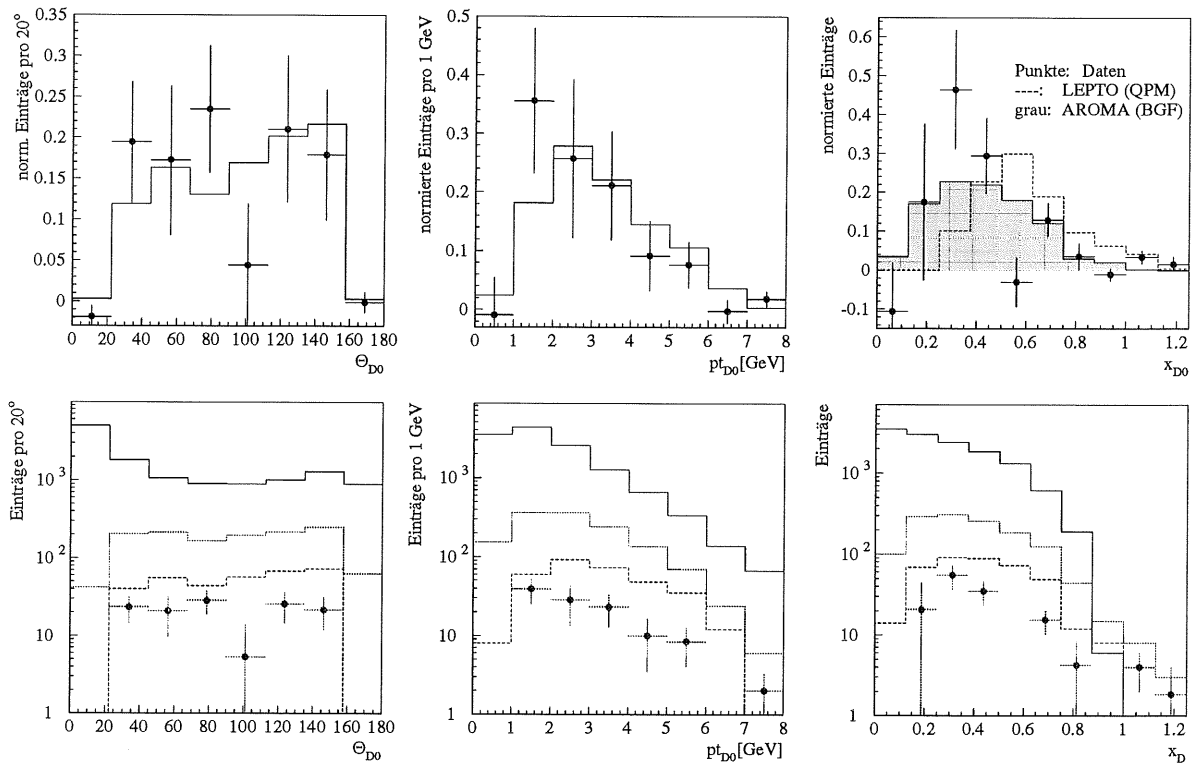 norm. Einträge pro 20°
0.35
0.3
0.25
0.2
0.15
0.1
0.05
0
0 20 40 60 80 100 120 140 160 180
Θ_D0
normierte Einträge pro 1 GeV
0.5
0.4
0.3
0.2
0.1
0
0 1 2 3 4 5 6 7 8
pt_D0[GeV]
normierte Einträge
0.6
0.5
0.4
0.3
0.2
0.1
0
-0.1
Punkte: Daten
----: LEPTO (QPM)
grau: AROMA (BGF)
0 0.2 0.4 0.6 0.8 1 1.2
x_D0
Einträge pro 20°
10^3
10^2
10
1
0 20 40 60 80 100 120 140 160 180
Θ_D0
Einträge pro 1 GeV
10^3
10^2
10
1
0 1 2 3 4 5 6 7 8
pt_D0[GeV]
Einträge
10^3
10^2
10
1
0 0.2 0.4 0.6 0.8 1 1.2
x_D